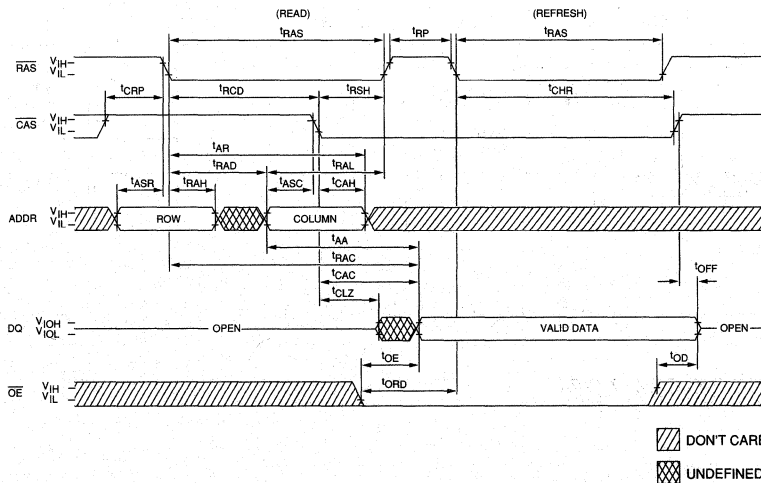 (READ) (REFRESH)
tRAS tRP tRAS
RAS VIH VIL
tCRP tRCD tRSH tCHR
CAS VIH VIL
tAR
tRAD tRAL
tASR tRAH tASC tCAH
ADDR VIH VIL ROW COLUMN
tAA
tRAC
tCAC tOFF
tCLZ
DQ VIOH VIOL OPEN VALID DATA OPEN
tOE tOD
tORD
OE VIH VIL
DON'T CARE
UNDEFINED